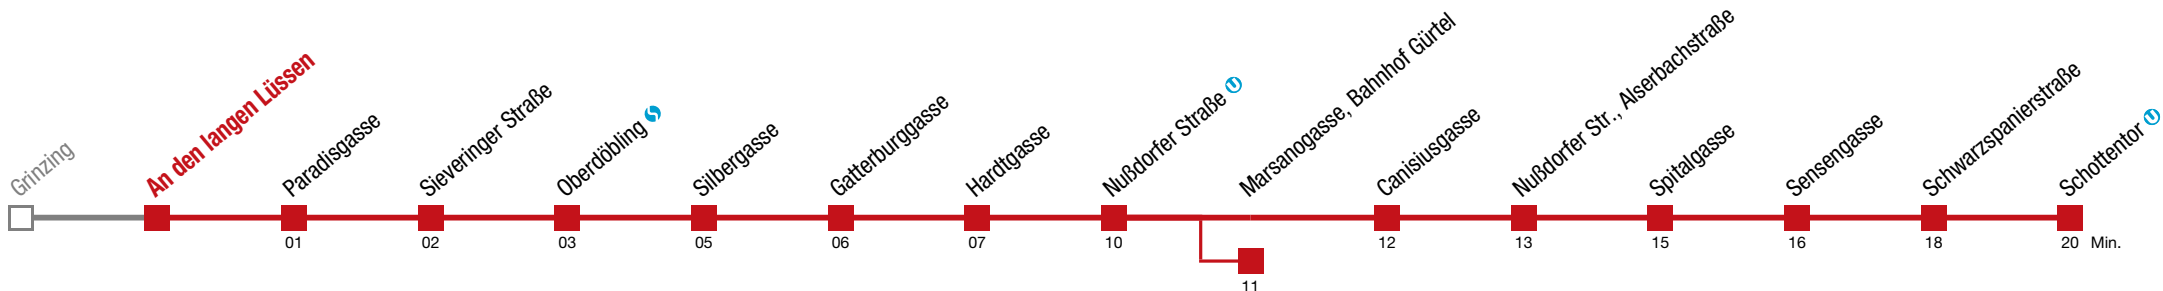 Grinzing
An den langen Lüssen
Paradisgasse
Sieveringer Straße
Oberdöbling
Silbergasse
Gatterburggasse
Hardtgasse
Nußdorfer Straße U
Marsanogasse, Bahnhof Gürtel
Canisiusgasse
Nußdorfer Str., Alserbachstraße
Spitalgasse
Sensengasse
Schwarzspanierstraße
Schottentor U
01 02 03 05 06 07 10 12 13 15 16 18 20 Min.
11